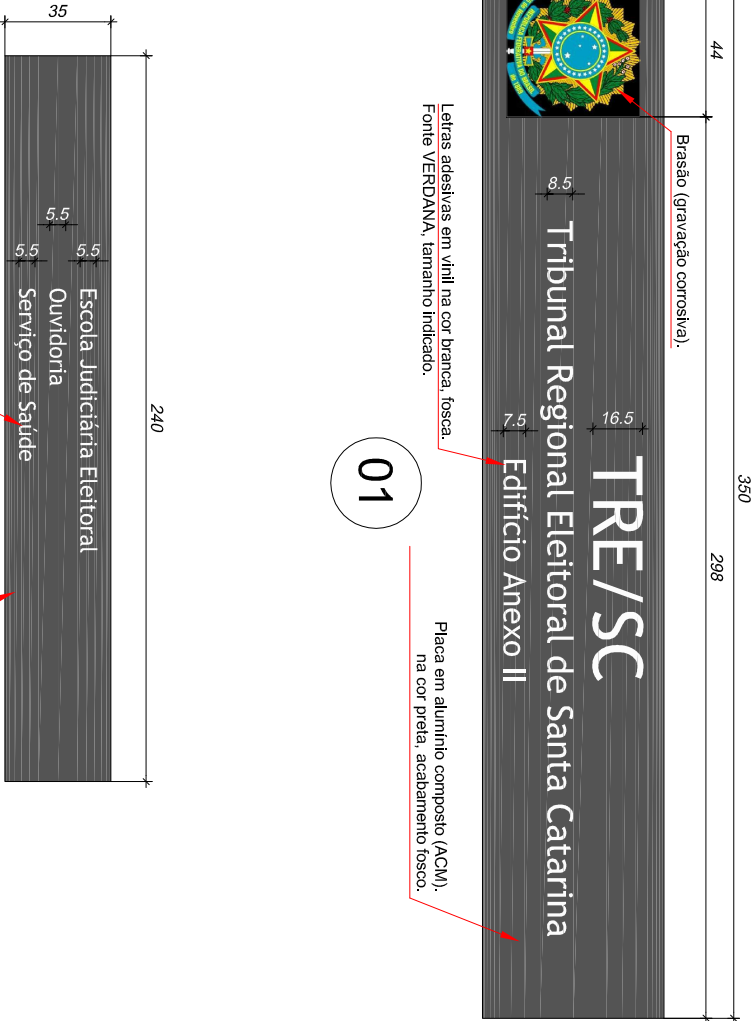 350
44
298
Brasão (gravação corrosiva).
16.5
TRE/SC
8.5
Tribunal Regional Eleitoral de Santa Catarina
7.5
Edifício Anexo II
Letras adesivas em vinil na cor branca, fosca.
Fonte VERDANA, tamanho indicado.
Placa em alumínio composto (ACM).
na cor preta, acabamento fosco.
01
240
35
5.5
Escola Judiciária Eleitoral
5.5
Ouvidoria
5.5
Serviço de Saúde